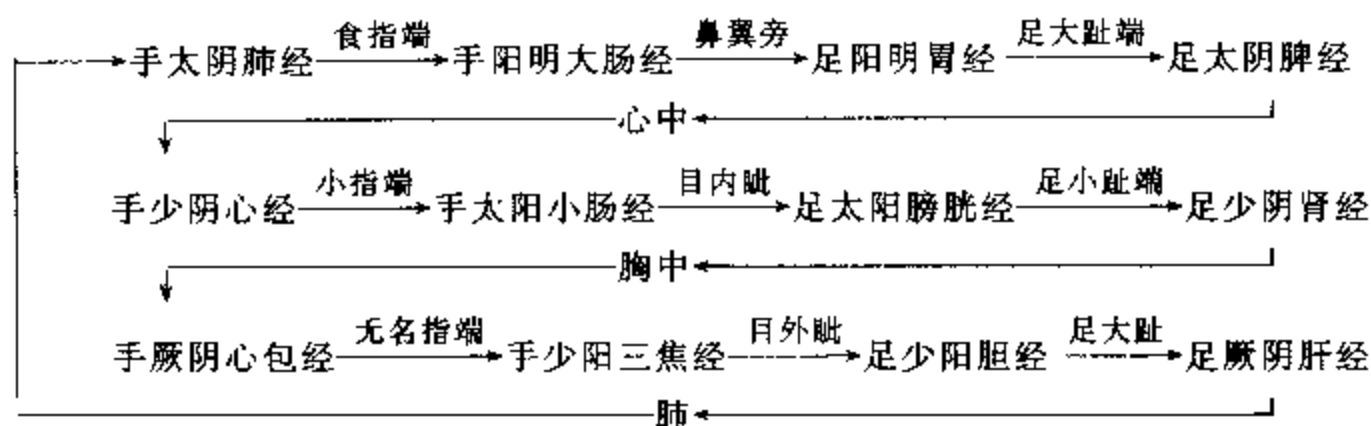 食指端 鼻翼旁 足大趾端
手太阴肺经 手阳明大肠经 足阳明胃经 足太阴脾经
心中
小指端 目内眦 足小趾端
手少阴心经 手太阳小肠经 足太阳膀胱经 足少阴肾经
胸中
无名指端 目外眦 足大趾
手厥阴心包经 手少阳三焦经 足少阳胆经 足厥阴肝经
肺